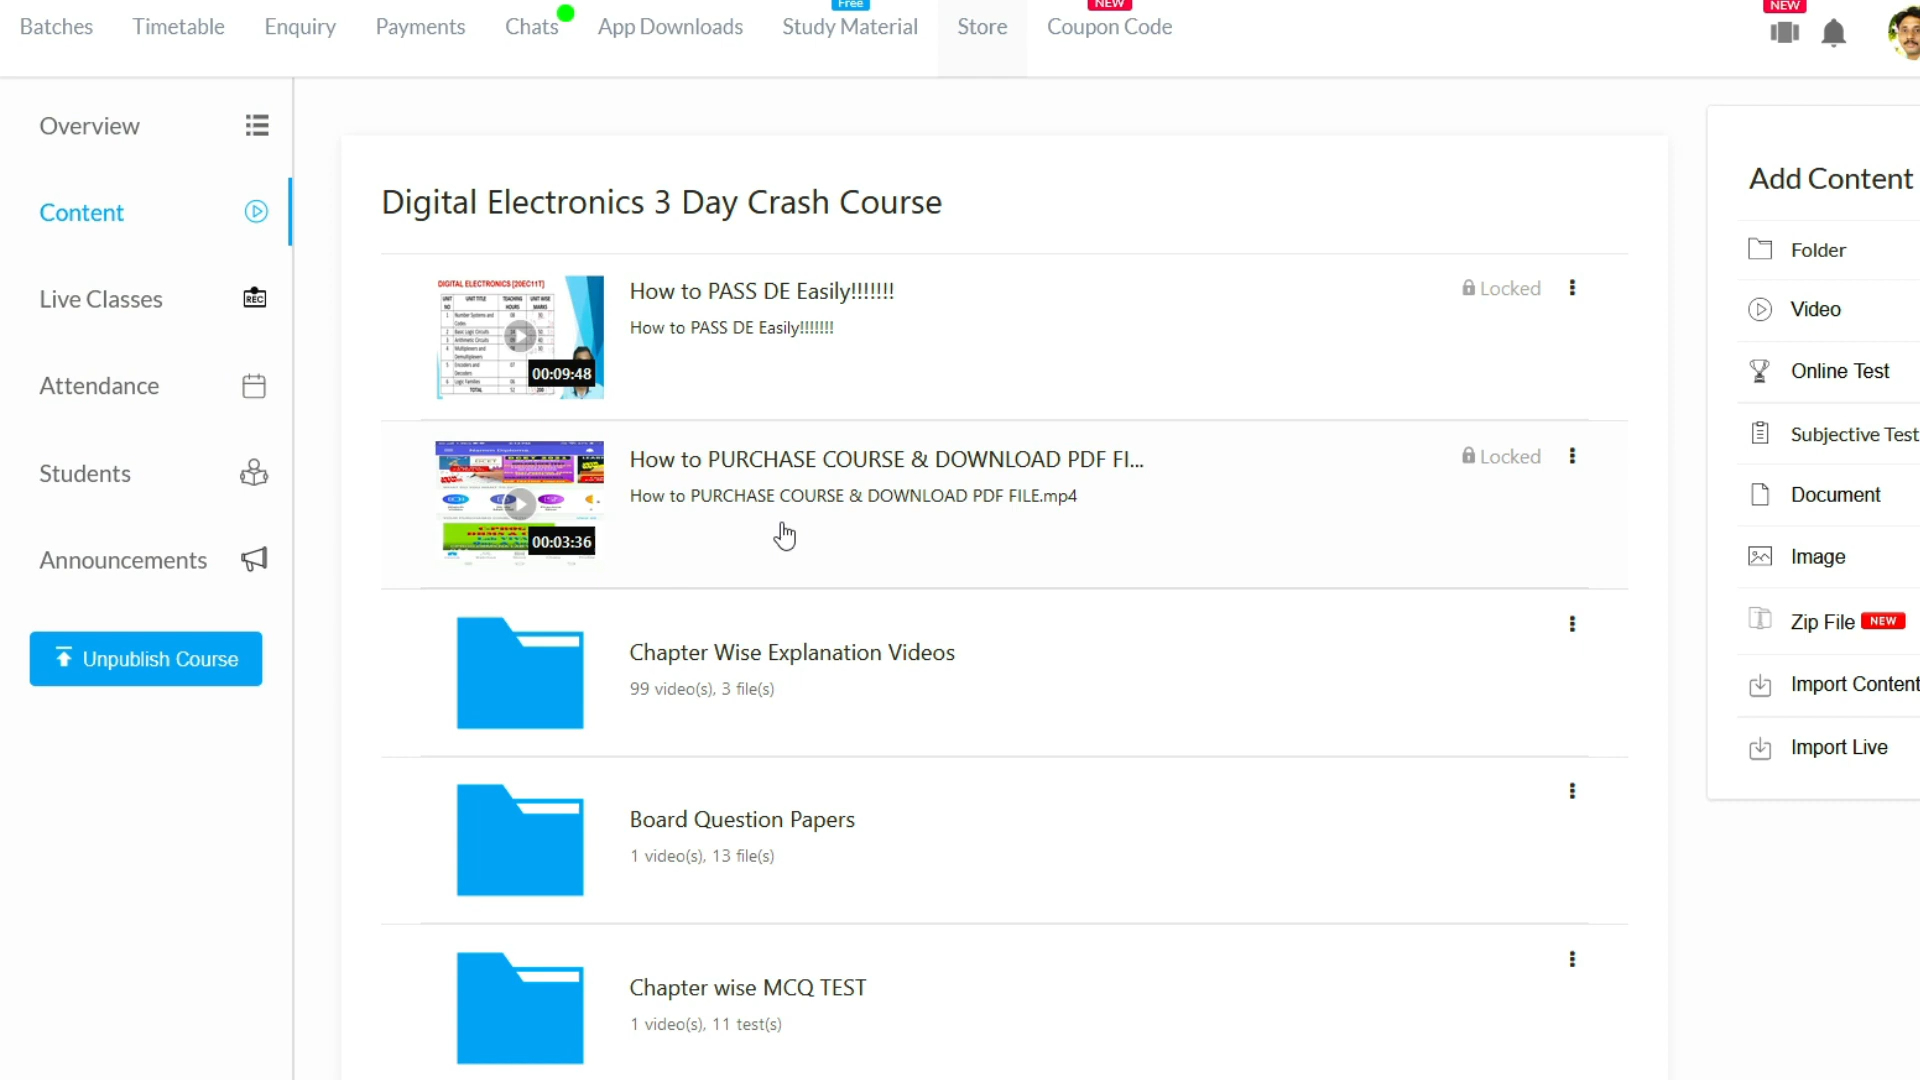 Free
NEW
NEW
Batches
Timetable
Enquiry
Payments
Chats
App Downloads
Study Material
Store
Coupon Code
Overview
Content
Live Classes
REC
Attendance
Students
Announcements
Unpublish Course
Digital Electronics 3 Day Crash Course
DIGITAL ELECTRONICS [20EC11T]
00:09:48
How to PASS DE Easily!!!!!!!
How to PASS DE Easily!!!!!!!
Locked
00:03:36
How to PURCHASE COURSE & DOWNLOAD PDF FI...
How to PURCHASE COURSE & DOWNLOAD PDF FILE.mp4
Locked
Chapter Wise Explanation Videos
99 video(s), 3 file(s)
Board Question Papers
1 video(s), 13 file(s)
Chapter wise MCQ TEST
1 video(s), 11 test(s)
Add Content
Folder
Video
Online Test
Subjective Test
Document
Image
Zip File NEW
Import Content
Import Live